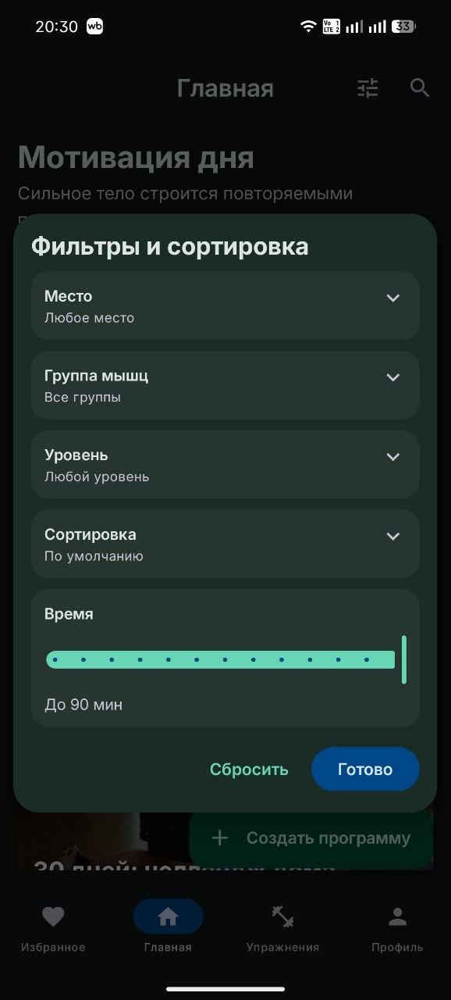 20:30 wb Vo 1 LTE 2 33
Главная
Мотивация дня
Сильное тело строится повторяемыми
Фильтры и сортировка
Место
Любое место
Группа мышц
Все группы
Уровень
Любой уровень
Сортировка
По умолчанию
Время
До 90 мин
Сбросить Готово
Создать программу
30 дней:
Избранное Главная Упражнения Профиль